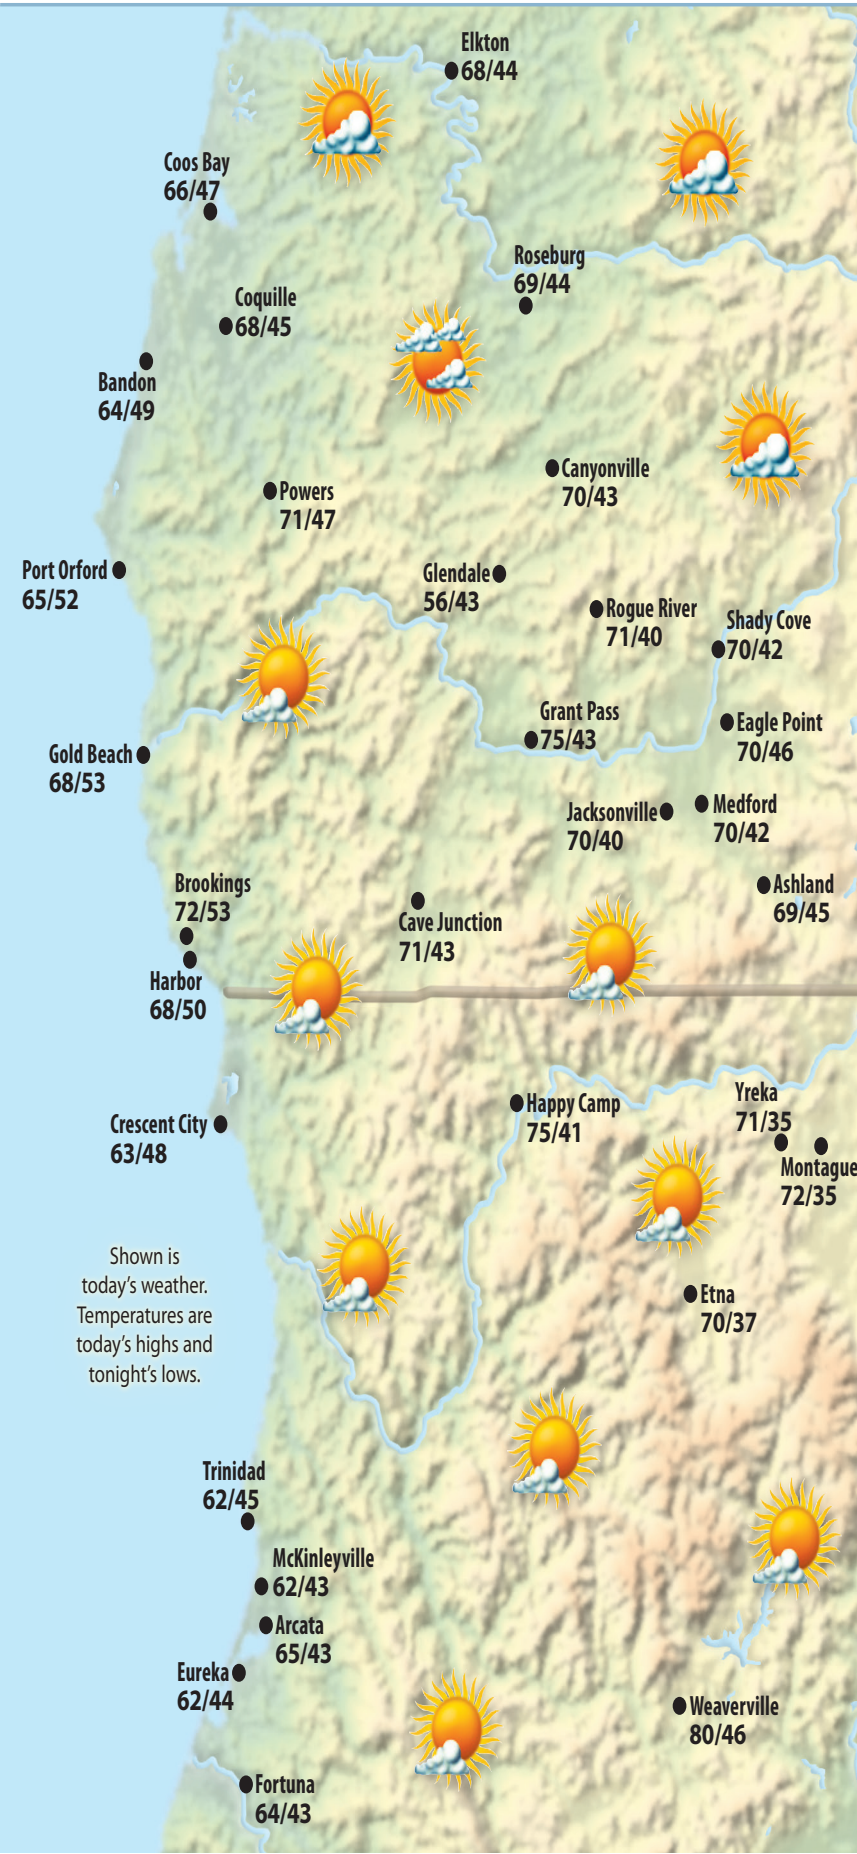 Elkton
68/44
Coos Bay
66/47
Roseburg
69/44
Coquille
68/45
Bandon
64/49
Canyonville
70/43
Powers
71/47
Port Orford
65/52
Glendale
56/43
Rogue River
71/40
Shady Cove
70/42
Grant Pass
75/43
Eagle Point
70/46
Gold Beach
68/53
Jacksonville
70/40
Medford
70/42
Brookings
72/53
Ashland
69/45
Cave Junction
71/43
Harbor
68/50
Happy Camp
75/41
Yreka
71/35
Crescent City
63/48
Montague
72/35
Shown is
today's weather.
Temperatures are
today's highs and
tonight's lows.
Etna
70/37
Trinidad
62/45
McKinleyville
62/43
Arcata
65/43
Eureka
62/44
Weaverville
80/46
Fortuna
64/43